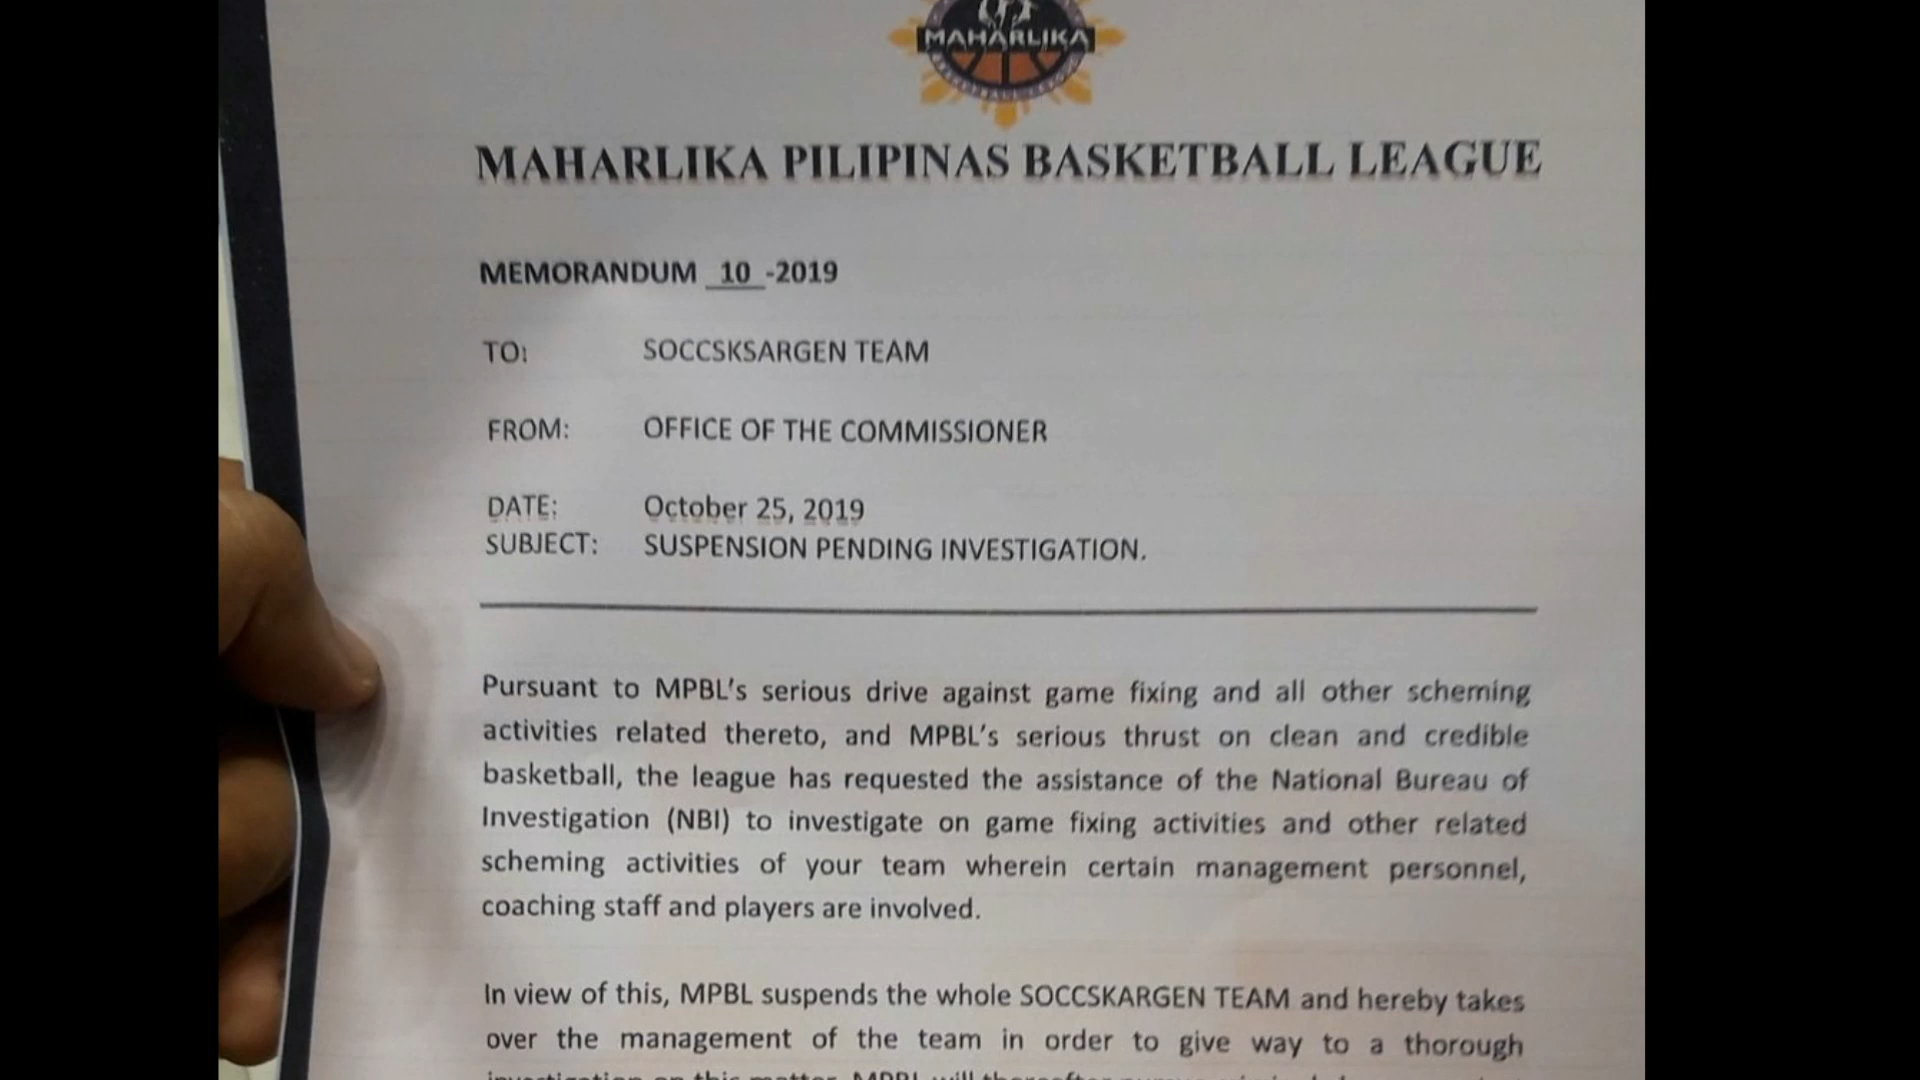 MAHARLIKA
MAHARLIKA PILIPINAS BASKETBALL LEAGUE
MEMORANDUM 10 -2019
TO: SOCCSKSARGEN TEAM
FROM: OFFICE OF THE COMMISSIONER
DATE: October 25, 2019
SUBJECT: SUSPENSION PENDING INVESTIGATION.
Pursuant to MPBL's serious drive against game fixing and all other scheming
activities related thereto, and MPBL's serious thrust on clean and credible
basketball, the league has requested the assistance of the National Bureau of
Investigation (NBI) to investigate on game fixing activities and other related
scheming activities of your team wherein certain management personnel,
coaching staff and players are involved.
In view of this, MPBL suspends the whole SOCCSKARGEN TEAM and hereby takes
over the management of the team in order to give way to a thorough